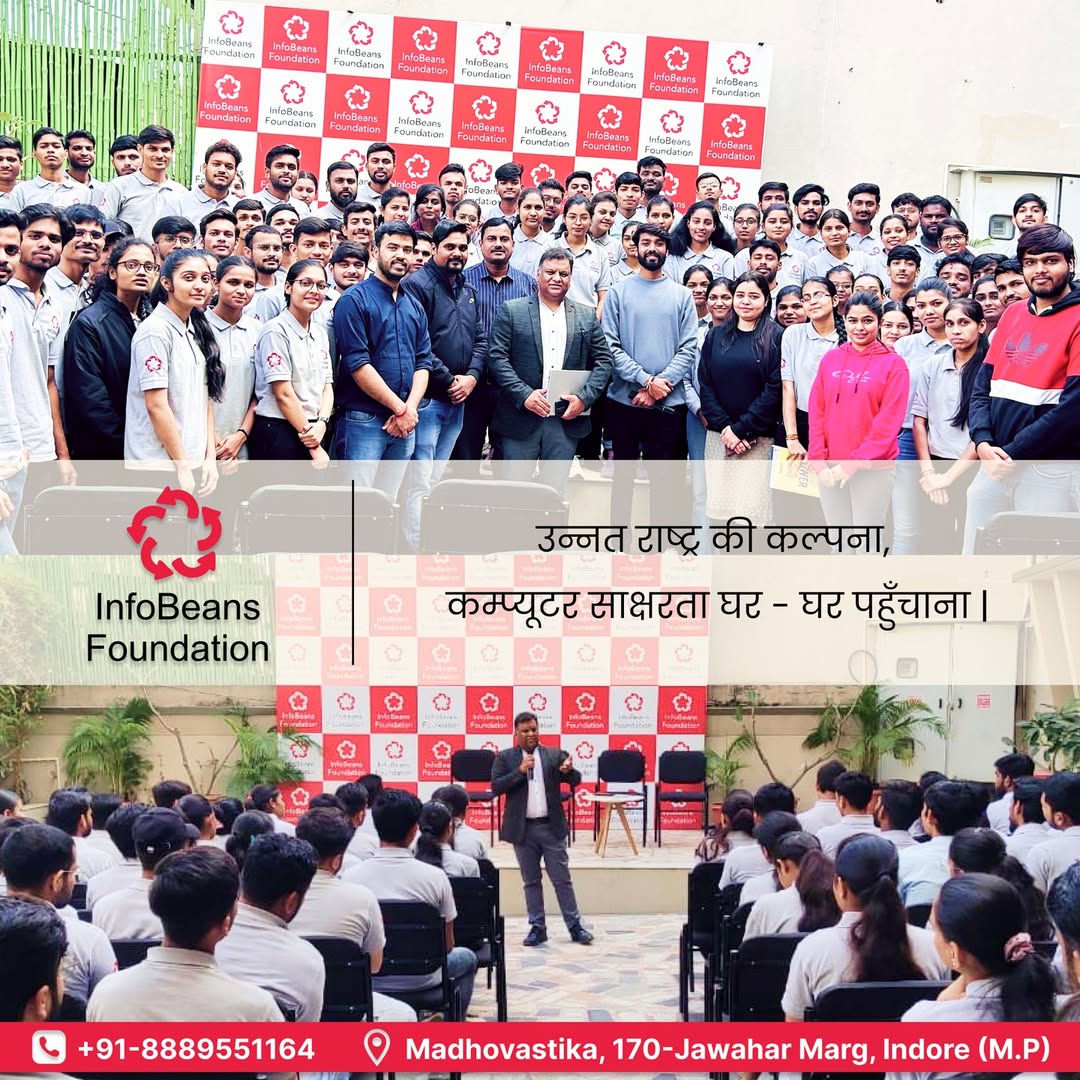 InfoBeans
Foundation
उन्नत राष्ट्र की कल्पना,
कम्प्यूटर साक्षरता घर - घर पहुँचाना |
+91-8889551164
Madhovastika, 170-Jawahar Marg, Indore (M.P)